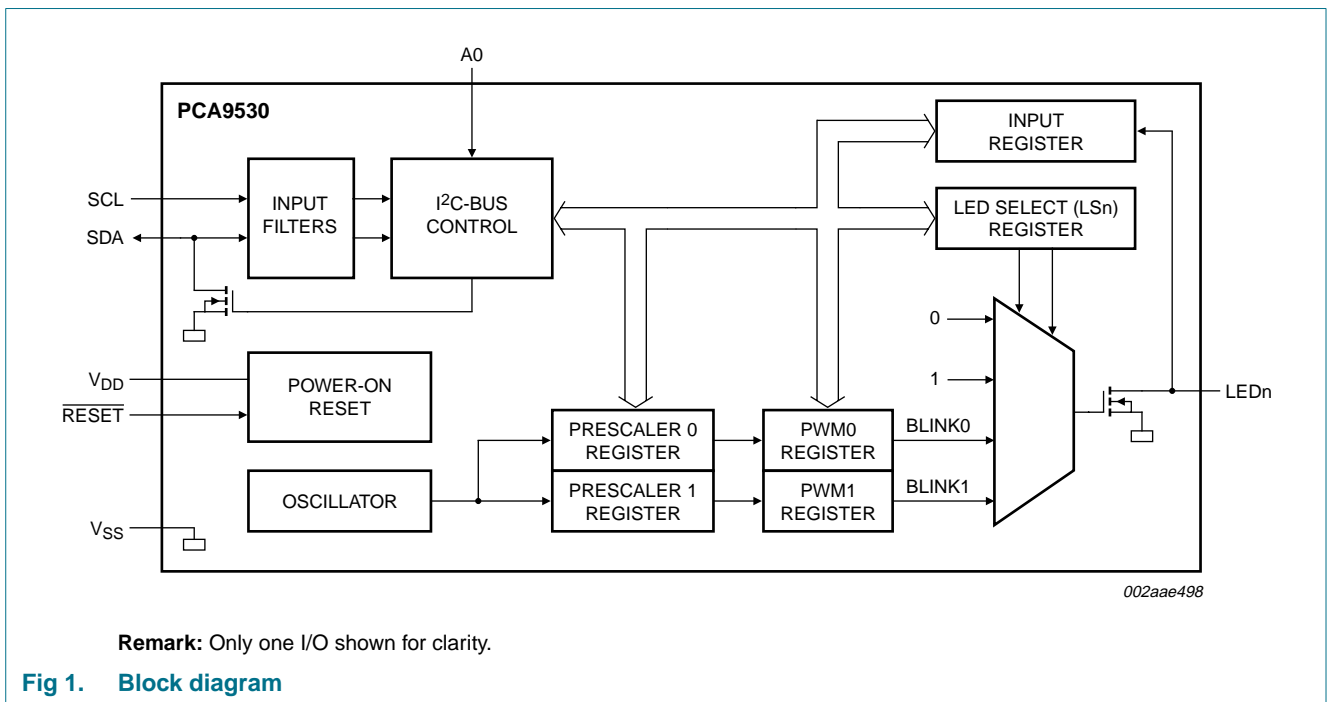 A0
PCA9530
INPUT
REGISTER
SCL
INPUT
FILTERS
I2C-BUS
CONTROL
LED SELECT (LSn)
REGISTER
SDA
0
VDD
POWER-ON
RESET
1
LEDn
RESET
PRESCALER 0
REGISTER
PWM0
REGISTER
BLINK0
OSCILLATOR
PRESCALER 1
REGISTER
PWM1
REGISTER
BLINK1
VSS
002aae498
Remark: Only one I/O shown for clarity.
Fig 1. Block diagram